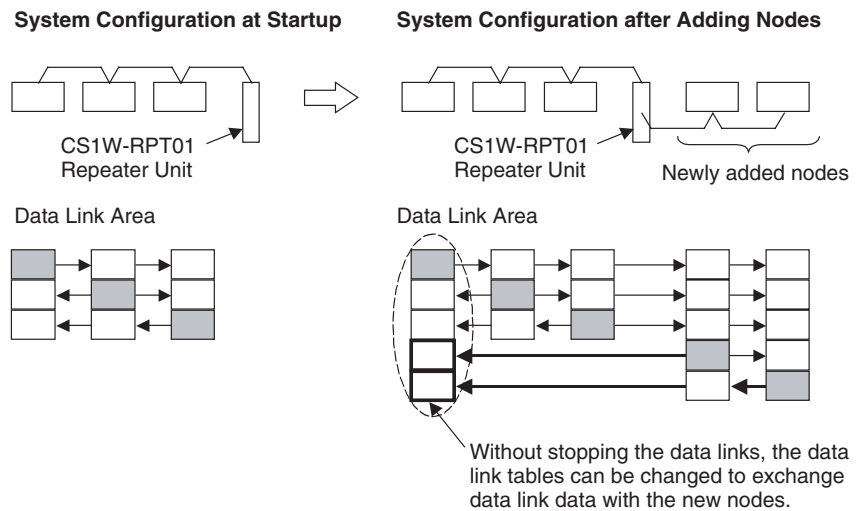 System Configuration at Startup
System Configuration after Adding Nodes
CS1W-RPT01
Repeater Unit
CS1W-RPT01
Repeater Unit
Newly added nodes
Data Link Area
Data Link Area
Without stopping the data links, the data
link tables can be changed to exchange
data link data with the new nodes.